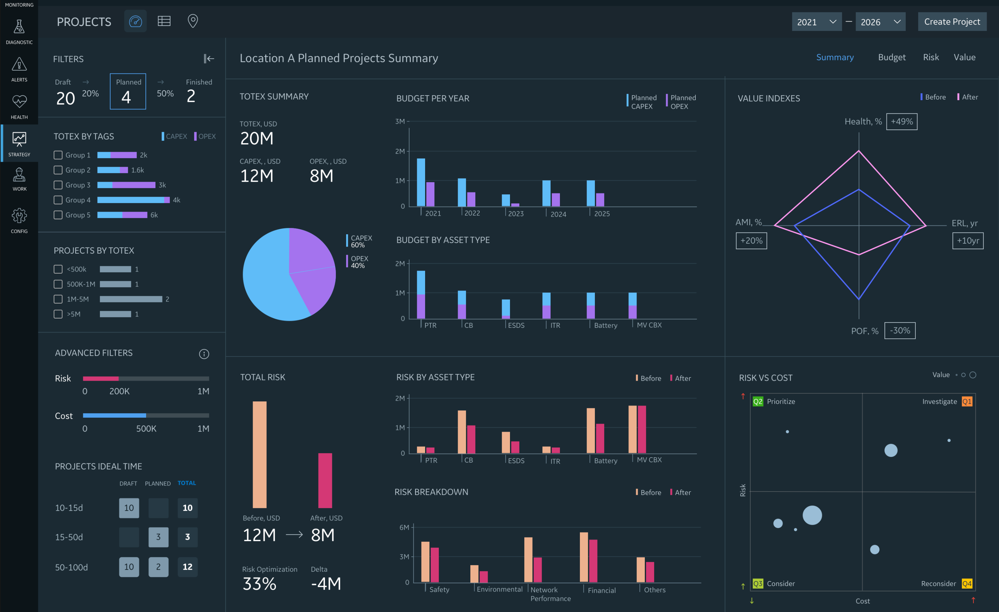 MONITORING
DIAGNOSTIC
ALERTS
HEALTH
STRATEGY
WORK
CONFIG
PROJECTS
2021 – 2026
Create Project
FILTERS
Draft → Planned → Finished
20 20% 4 50% 2
TOTEX BY TAGS CAPEX OPEX
Group 1 2k
Group 2 1.6k
Group 3 3k
Group 4 4k
Group 5 6k
PROJECTS BY TOTEX
<500k 1
500K-1M 1
1M-5M 2
>5M 1
ADVANCED FILTERS
Risk
0 200K 1M
Cost
0 500K 1M
PROJECTS IDEAL TIME
DRAFT PLANNED TOTAL
10-15d 10 10
15-50d 3 3
50-100d 10 2 12
Location A Planned Projects Summary
Summary Budget Risk Value
TOTEX SUMMARY
TOTEX, USD
20M
CAPEX, , USD OPEX, , USD
12M 8M
CAPEX
60%
OPEX
40%
BUDGET PER YEAR
Planned CAPEX
Planned OPEX
3M
2M
1M
0
2021 2022 2023 2024 2025
BUDGET BY ASSET TYPE
2M
1M
0
PTR CB ESDS ITR Battery MV CBX
VALUE INDEXES
Before After
Health, % +49%
AMI, %
+20%
ERL, yr
+10yr
POF, % -30%
TOTAL RISK
Before, USD After, USD
12M → 8M
Risk Optimization Delta
33% -4M
RISK BY ASSET TYPE
Before After
2M
1M
0
PTR CB ESDS ITR Battery MV CBX
RISK BREAKDOWN
Before After
6M
3M
0
Safety Environmental Network Performance Financial Others
RISK VS COST
Value
Q2 Prioritize
Investigate Q1
Risk
Q3 Consider
Reconsider Q4
Cost